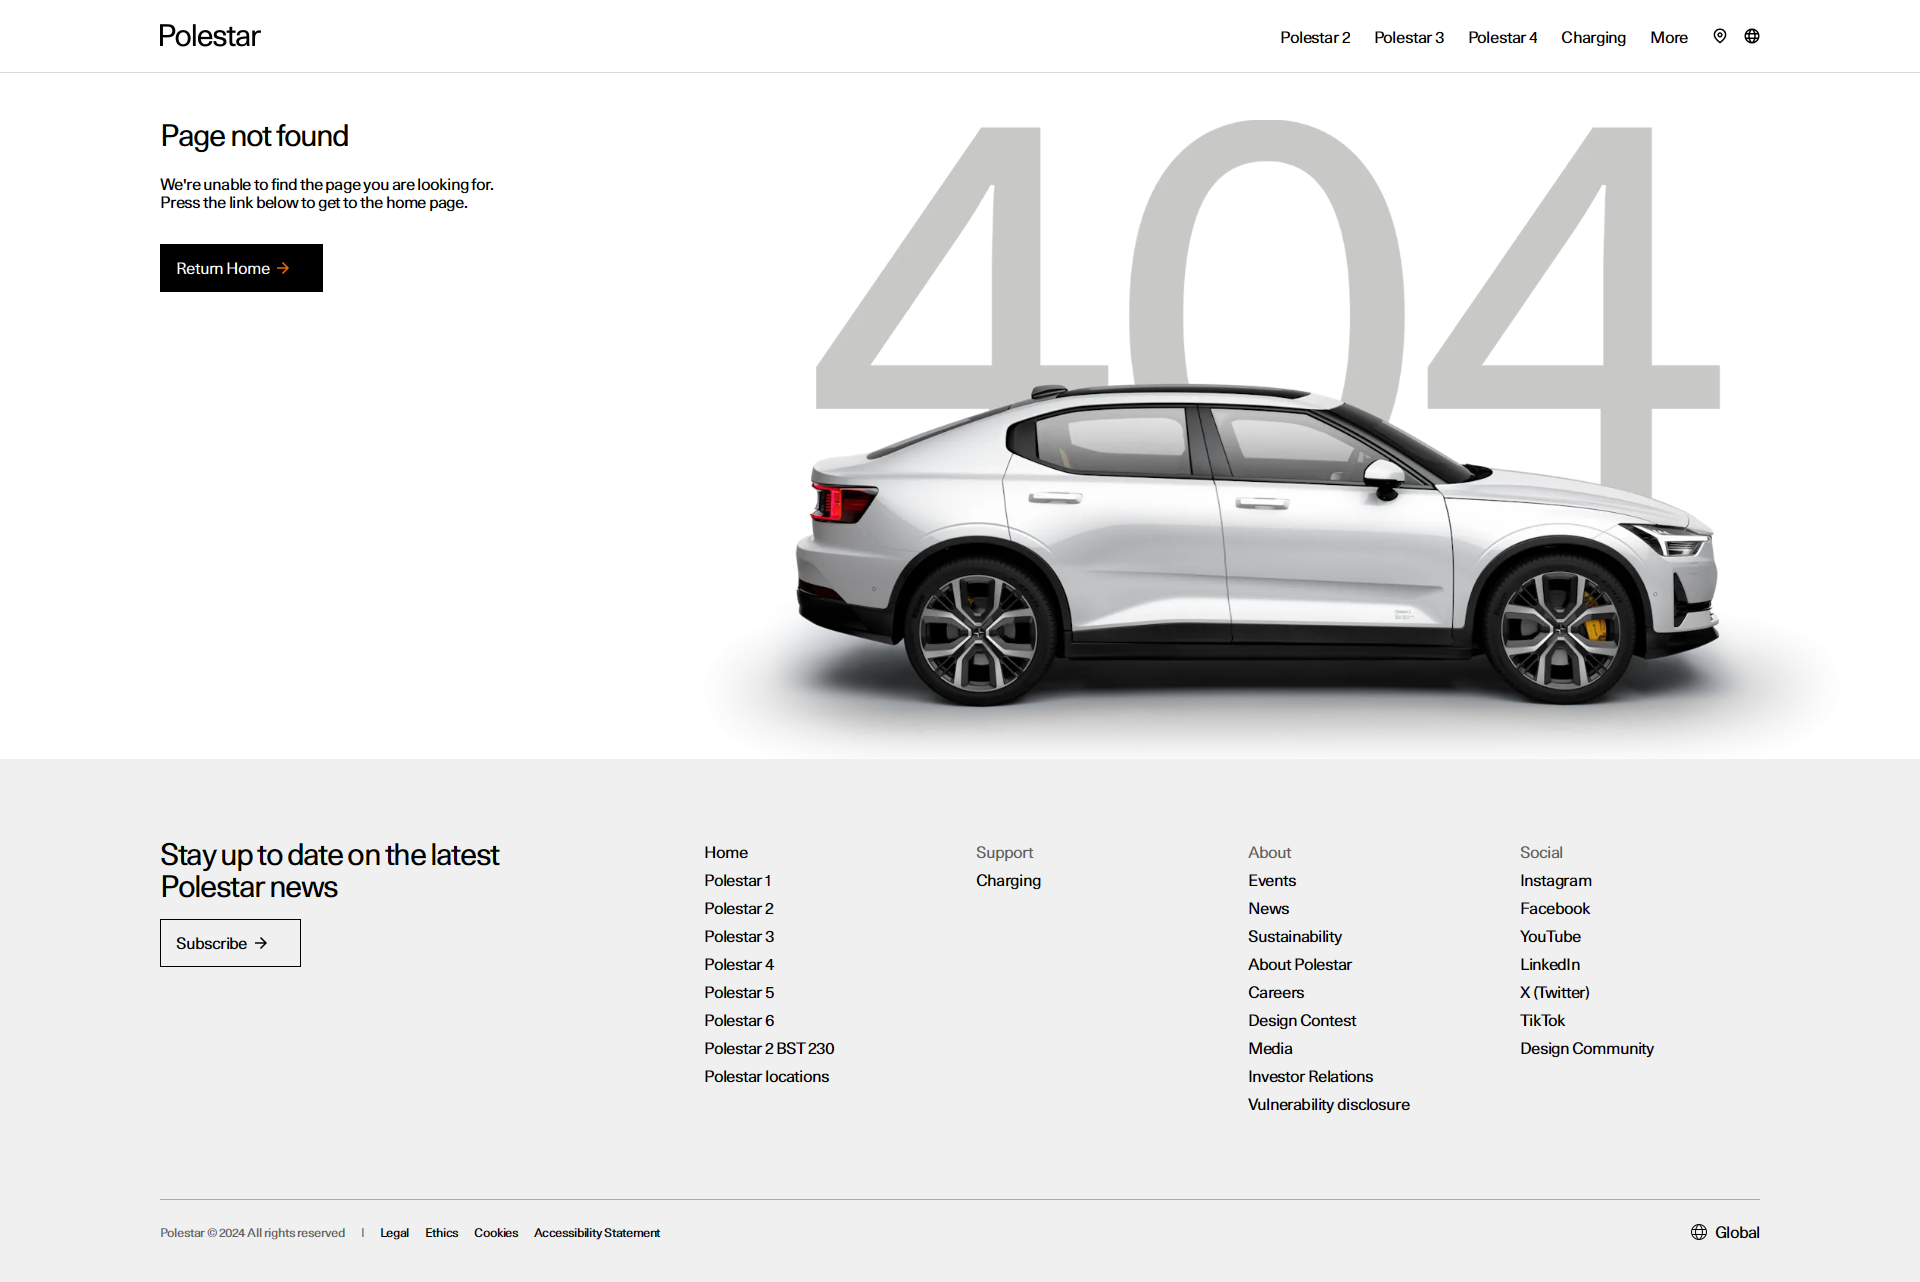 Polestar
Polestar 2
Polestar 3
Polestar 4
Charging
More
Page not found
We're unable to find the page you are looking for.
Press the link below to get to the home page.
Return Home
404
Stay up to date on the latest
Polestar news
Subscribe
Home
Polestar 1
Polestar 2
Polestar 3
Polestar 4
Polestar 5
Polestar 6
Polestar 2 BST 230
Polestar locations
Support
Charging
About
Events
News
Sustainability
About Polestar
Careers
Design Contest
Media
Investor Relations
Vulnerability disclosure
Social
Instagram
Facebook
YouTube
LinkedIn
X (Twitter)
TikTok
Design Community
Polestar © 2024 All rights reserved | Legal Ethics Cookies Accessibility Statement
Global